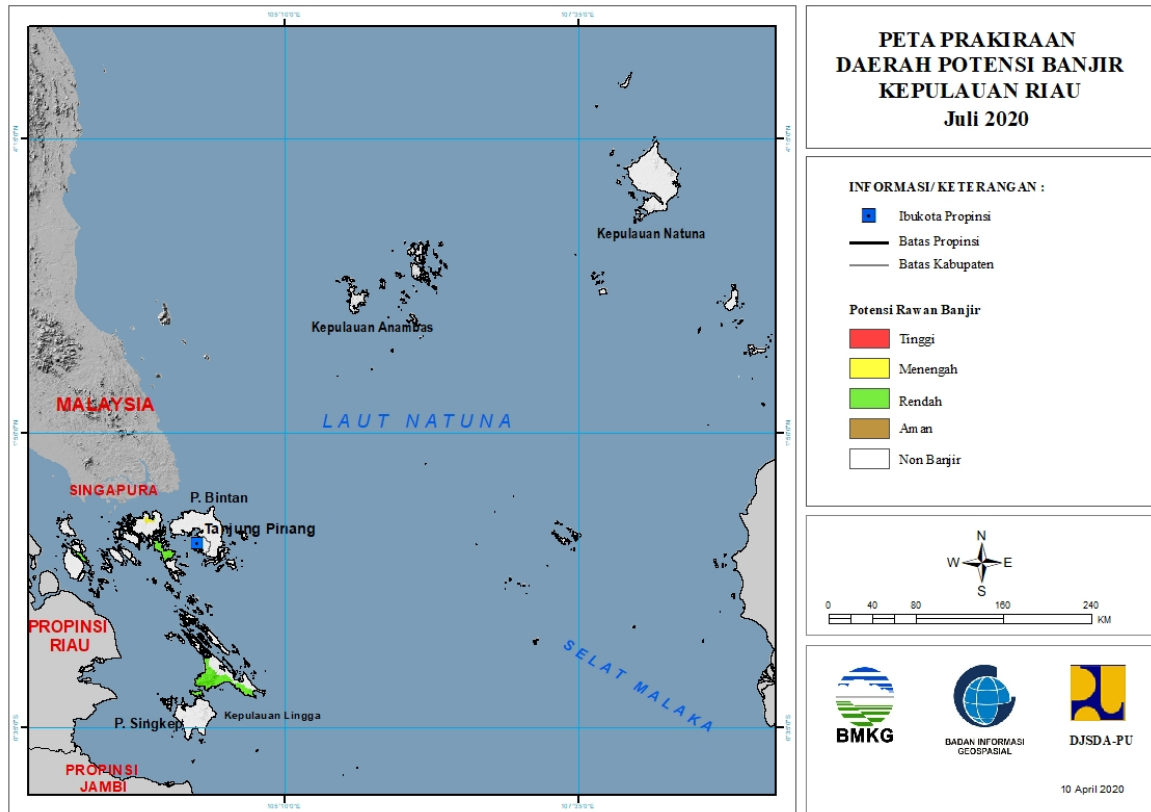 PETA PRAKIRAAN
DAERAH POTENSI BANJIR
KEPULAUAN RIAU
Juli 2020
INFORMASI/ KETERANGAN :
Ibukota Propinsi
Batas Propinsi
Batas Kabupaten
Potensi Rawan Banjir
Tinggi
Menengah
Rendah
Aman
Non Banjir
N
W E
S
0 40 80 160 240
KM
BMKG
BADAN INFORMASI
GEOSPASIAL
DJSDA-PU
10 April 2020
Kepulauan Natuna
Kepulauan Anambas
MALAYSIA
LAUT NATUNA
SINGAPURA
P. Bintan
Tanjung Pinang
PROPINSI
RIAU
SELAT MALAKA
Kepulauan Lingga
P. Singkep
PROPINSI
JAMBI